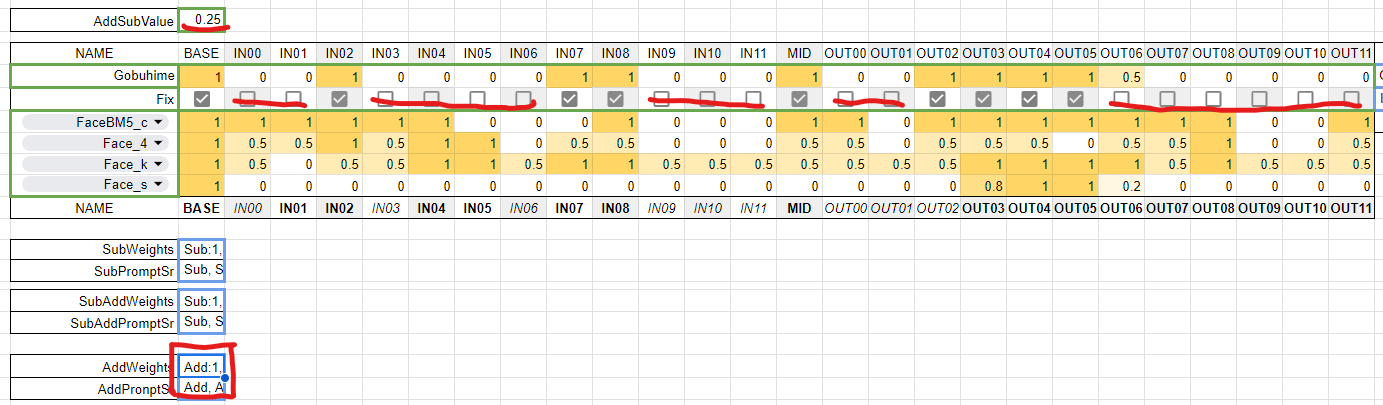 AddSubValue 0.25
NAME BASE IN00 IN01 IN02 IN03 IN04 IN05 IN06 IN07 IN08 IN09 IN10 IN11 MID OUT00 OUT01 OUT02 OUT03 OUT04 OUT05 OUT06 OUT07 OUT08 OUT09 OUT10 OUT11
Gobuhime 1 0 0 1 0 0 0 0 1 1 0 0 0 1 0 0 1 1 1 1 0.5 0 0 0 0 0
Fix
FaceBM5_c 1 1 1 1 1 1 0 0 0 1 0 0 0 1 1 0 1 1 1 1 1 1 1 0 0 1
Face_4 1 0.5 0.5 1 0.5 1 1 0 0.5 0.5 0 0 0 0.5 0.5 0 0.5 0.5 0.5 0 0.5 0.5 1 0 0 0.5
Face_k 1 0.5 0 0.5 0.5 1 1 0.5 1 1 0.5 0.5 0.5 0.5 0.5 0.5 0.5 1 1 1 1 0.5 1 0.5 0.5 0.5
Face_s 1 0 0 0 0 0 0 0 0 0 0 0 0 0 0 0 0 0.8 1 1 0.2 0 0 0 0 0
NAME BASE IN00 IN01 IN02 IN03 IN04 IN05 IN06 IN07 IN08 IN09 IN10 IN11 MID OUT00 OUT01 OUT02 OUT03 OUT04 OUT05 OUT06 OUT07 OUT08 OUT09 OUT10 OUT11
SubWeights Sub:1,
SubPromptSr Sub, S
SubAddWeights Sub:1,
SubAddPromptSr Sub, S
AddWeights Add:1,
AddPronptS Add, A